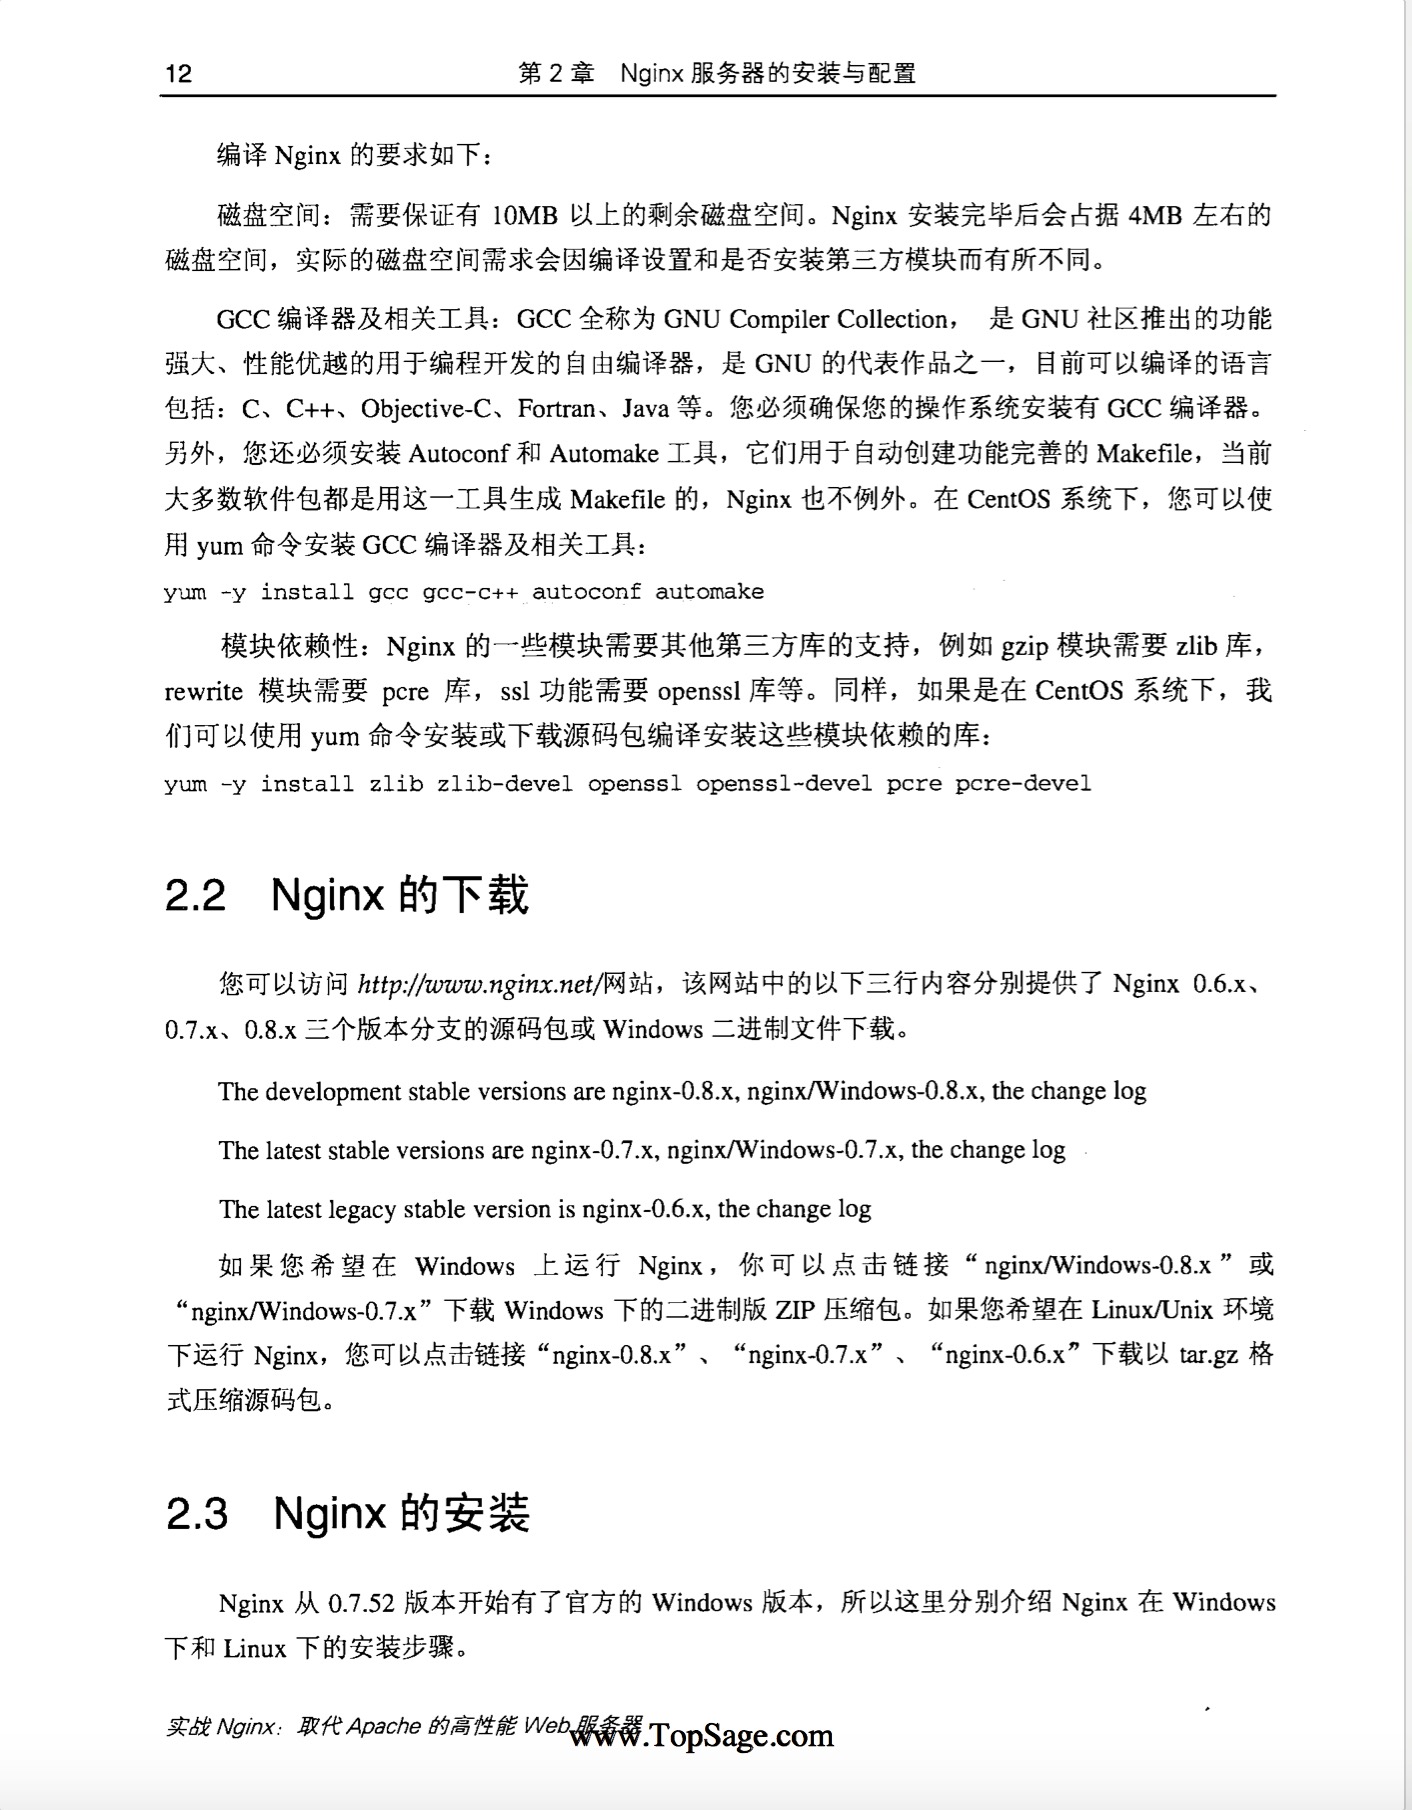 12
第 2 章 Nginx 服务器的安装与配置
编译 Nginx 的要求如下：
磁盘空间：需要保证有 10MB 以上的剩余磁盘空间。Nginx 安装完毕后会占据 4MB 左右的
磁盘空间，实际的磁盘空间需求会因编译设置和是否安装第三方模块而有所不同。
GCC 编译器及相关工具：GCC 全称为 GNU Compiler Collection， 是 GNU 社区推出的功能
强大、性能优越的用于编程开发的自由编译器，是 GNU 的代表作品之一，目前可以编译的语言
包括：C、C++、Objective-C、Fortran、Java 等。您必须确保您的操作系统安装有 GCC 编译器。
另外，您还必须安装 Autoconf 和 Automake 工具，它们用于自动创建功能完善的 Makefile，当前
大多数软件包都是用这一工具生成 Makefile 的，Nginx 也不例外。在 CentOS 系统下，您可以使
用 yum 命令安装 GCC 编译器及相关工具：
yum -y install gcc gcc-c++ autoconf automake
模块依赖性：Nginx 的一些模块需要其他第三方库的支持，例如 gzip 模块需要 zlib 库，
rewrite 模块需要 pcre 库，ssl 功能需要 openssl 库等。同样，如果是在 CentOS 系统下，我
们可以使用 yum 命令安装或下载源码包编译安装这些模块依赖的库：
yum -y install zlib zlib-devel openssl openssl-devel pcre pcre-devel
2.2 Nginx 的下载
您可以访问 http://www.nginx.net/网站，该网站中的以下三行内容分别提供了 Nginx 0.6.x、
0.7.x、0.8.x 三个版本分支的源码包或 Windows 二进制文件下载。
The development stable versions are nginx-0.8.x, nginx/Windows-0.8.x, the change log
The latest stable versions are nginx-0.7.x, nginx/Windows-0.7.x, the change log
The latest legacy stable version is nginx-0.6.x, the change log
如果您希望在 Windows 上运行 Nginx，你可以点击链接“nginx/Windows-0.8.x”或
“nginx/Windows-0.7.x”下载 Windows 下的二进制版 ZIP 压缩包。如果您希望在 Linux/Unix 环境
下运行 Nginx，您可以点击链接“nginx-0.8.x”、“nginx-0.7.x”、“nginx-0.6.x”下载以 tar.gz 格
式压缩源码包。
2.3 Nginx 的安装
Nginx 从 0.7.52 版本开始有了官方的 Windows 版本，所以这里分别介绍 Nginx 在 Windows
下和 Linux 下的安装步骤。
实战 Nginx：取代 Apache 的高性能 Web 服务器
www.TopSage.com